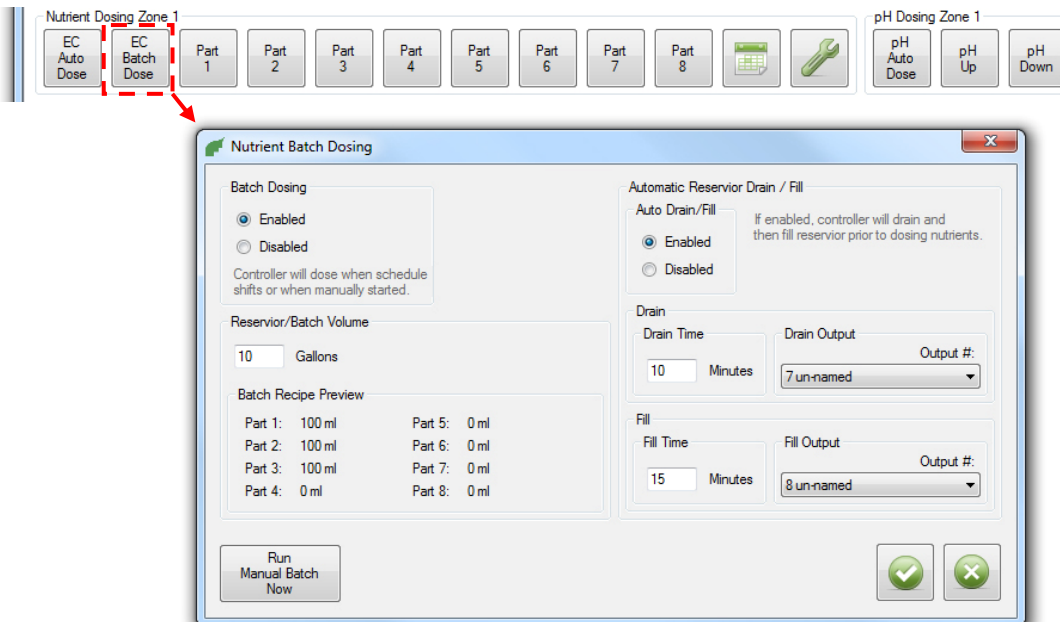 Nutrient Dosing Zone 1
EC
Auto
Dose
EC
Batch
Dose
Part
1
Part
2
Part
3
Part
4
Part
5
Part
6
Part
7
Part
8
pH Dosing Zone 1
pH
Auto
Dose
pH
Up
pH
Down
Nutrient Batch Dosing
Batch Dosing
Enabled
Disabled
Controller will dose when schedule
shifts or when manually started.
Reservior/Batch Volume
10 Gallons
Batch Recipe Preview
Part 1: 100 ml Part 5: 0 ml
Part 2: 100 ml Part 6: 0 ml
Part 3: 100 ml Part 7: 0 ml
Part 4: 0 ml Part 8: 0 ml
Run
Manual Batch
Now
Automatic Reservior Drain / Fill
Auto Drain/Fill
Enabled
Disabled
If enabled, controller will drain and
then fill reservior prior to dosing nutrients.
Drain
Drain Time
10 Minutes
Drain Output
Output #:
7 un-named
Fill
Fill Time
15 Minutes
Fill Output
Output #:
8 un-named